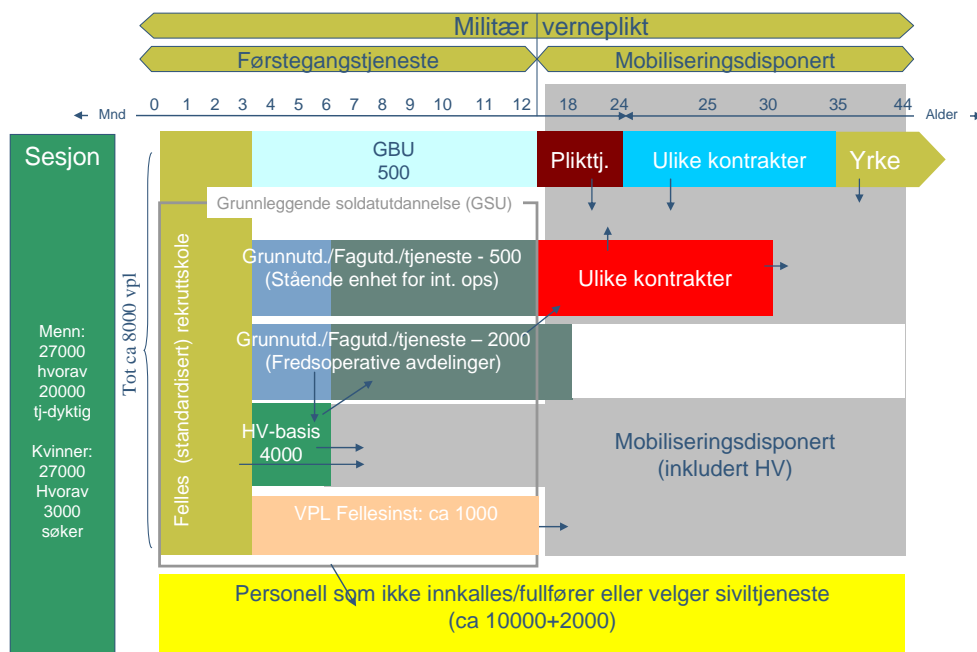 Militær verneplikt
Førstegangstjeneste
Mobiliseringsdisponert
Mnd
0 1 2 3 4 5 6 7 8 9 10 11 12 18 24 25 30 35 44
Alder
Sesjon
Menn:
27000
hvorav
20000
tj-dyktig
Kvinner:
27000
Hvorav
3000
søker
Tot ca 8000 vpl
Felles (standardisert) rekruttskole
GBU
500
Plikttj.
Ulike kontrakter
Yrke
Grunnleggende soldatutdannelse (GSU)
Grunnutd./Fagutd./tjeneste - 500
(Stående enhet for int. ops)
Ulike kontrakter
Grunnutd./Fagutd./tjeneste – 2000
(Fredsoperative avdelinger)
HV-basis
4000
Mobiliseringsdisponert
(inkludert HV)
VPL Fellesinst: ca 1000
Personell som ikke innkalles/fullfører eller velger siviltjeneste
(ca 10000+2000)